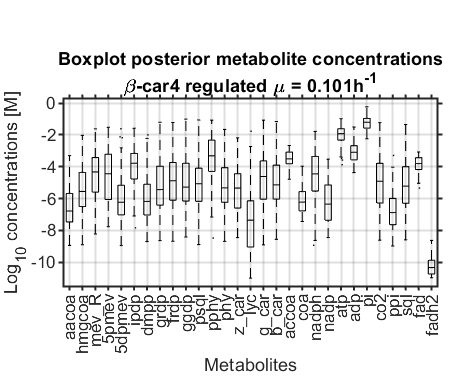 Boxplot posterior metabolite concentrations
β-car4 regulated μ = 0.101h-1
Log10 concentrations [M]
0
-2
-4
-6
-8
-10
aacoa
hmgcoa
mev_R
5pmev
5dpmev
ipdp
dmpp
grdp
frdp
ggdp
psql
pphy
phy
z_car
lyc
g_car
b_car
accoa
coa
nadph
nadp
atp
adp
pi
co2
ppi
sql
fad
fadh2
Metabolites